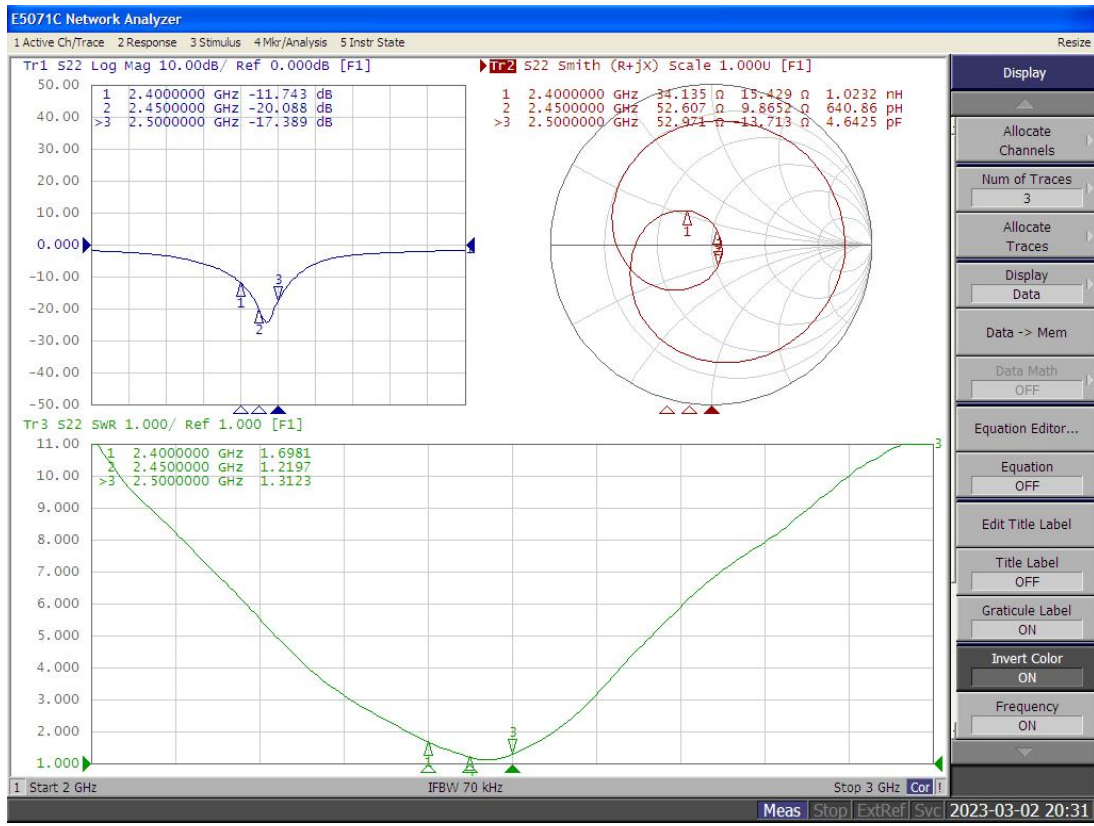 E5071C Network Analyzer
1 Active Ch/Trace 2 Response 3 Stimulus 4 Mkr/Analysis 5 Instr State Resize
Tr1 S22 Log Mag 10.00dB/ Ref 0.000dB [F1]
1 2.4000000 GHz -11.743 dB
2 2.4500000 GHz -20.088 dB
>3 2.5000000 GHz -17.389 dB
50.00
40.00
30.00
20.00
10.00
0.000
-10.00
-20.00
-30.00
-40.00
-50.00
1
2
3
Tr2 S22 Smith (R+jX) Scale 1.000U [F1]
1 2.4000000 GHz 34.135 Ω 15.429 Ω 1.0232 nH
2 2.4500000 GHz 52.607 Ω 9.8652 Ω 640.86 pH
>3 2.5000000 GHz 52.971 Ω -13.713 Ω 4.6425 pF
1
Tr3 S22 SWR 1.000/ Ref 1.000 [F1]
1 2.4000000 GHz 1.6981
2 2.4500000 GHz 1.2197
>3 2.5000000 GHz 1.3123
11.00
10.00
9.000
8.000
7.000
6.000
5.000
4.000
3.000
2.000
1.000
1
3
3
1 Start 2 GHz IFBW 70 kHz Stop 3 GHz Cor !
Display
Allocate
Channels
Num of Traces
3
Allocate
Traces
Display
Data
Data -> Mem
Data Math
OFF
Equation Editor...
Equation
OFF
Edit Title Label
Title Label
OFF
Graticule Label
ON
Invert Color
ON
Frequency
ON
Meas Stop ExtRef Svc 2023-03-02 20:31